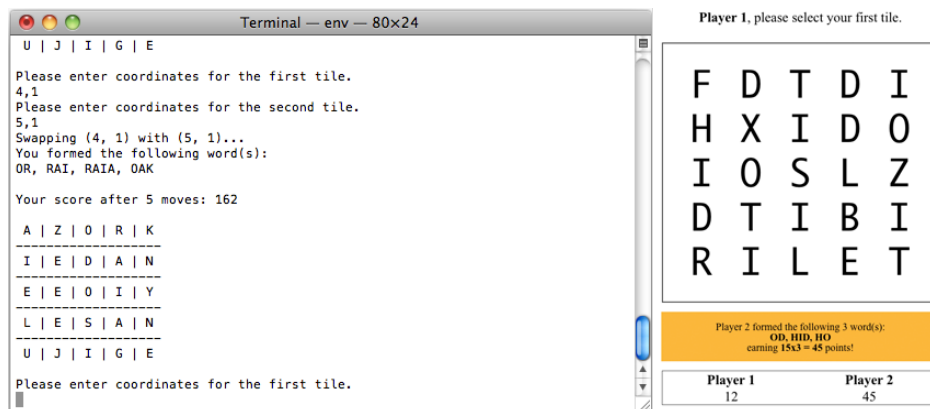 Terminal — env — 80×24
U | J | I | G | E
Please enter coordinates for the first tile.
4,1
Please enter coordinates for the second tile.
5,1
Swapping (4, 1) with (5, 1)...
You formed the following word(s):
OR, RAI, RAIA, OAK
Your score after 5 moves: 162
A | Z | O | R | K
--------------------
I | E | D | A | N
--------------------
E | E | O | I | Y
--------------------
L | E | S | A | N
--------------------
U | J | I | G | E
Please enter coordinates for the first tile.
Player 1, please select your first tile.
F D T D I
H X I D O
I O S L Z
D T I B I
R I L E T
Player 2 formed the following 3 word(s):
OD, HID, HO
earning 15x3 = 45 points!
Player 1 Player 2
12 45